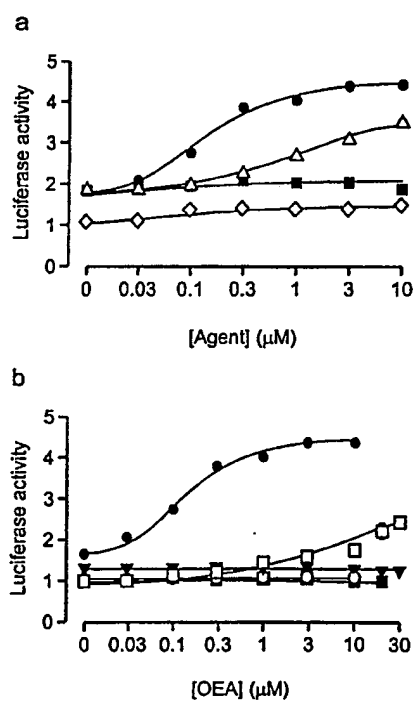 a
5
4
3
2
1
0
Luciferase activity
0 0.03 0.1 0.3 1 3 10
[Agent] (μM)
b
5
4
3
2
1
0
Luciferase activity
0 0.03 0.1 0.3 1 3 10 30
[OEA] (μM)